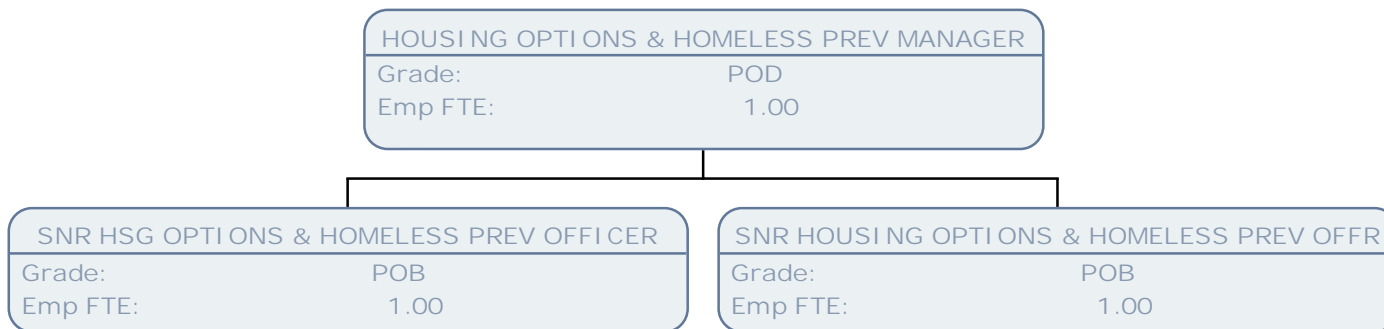 HOUSING OPTIONS & HOMELESS PREV MANAGER
Grade: POD
Emp FTE: 1.00
SNR HSG OPTIONS & HOMELESS PREV OFFICER
Grade: POB
Emp FTE: 1.00
SNR HOUSING OPTIONS & HOMELESS PREV OFFR
Grade: POB
Emp FTE: 1.00